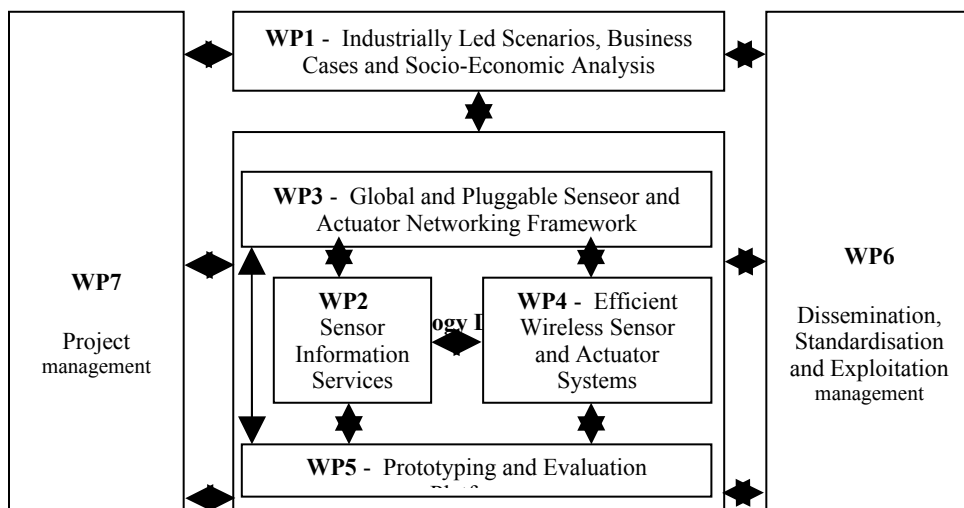 WP1 - Industrially Led Scenarios, Business
Cases and Socio-Economic Analysis
WP3 - Global and Pluggable Senseor and
Actuator Networking Framework
WP7
Project
management
WP2
Sensor
Information
Services
WP4 - Efficient
Wireless Sensor
and Actuator
Systems
WP6
Dissemination,
Standardisation
and Exploitation
management
WP5 - Prototyping and Evaluation